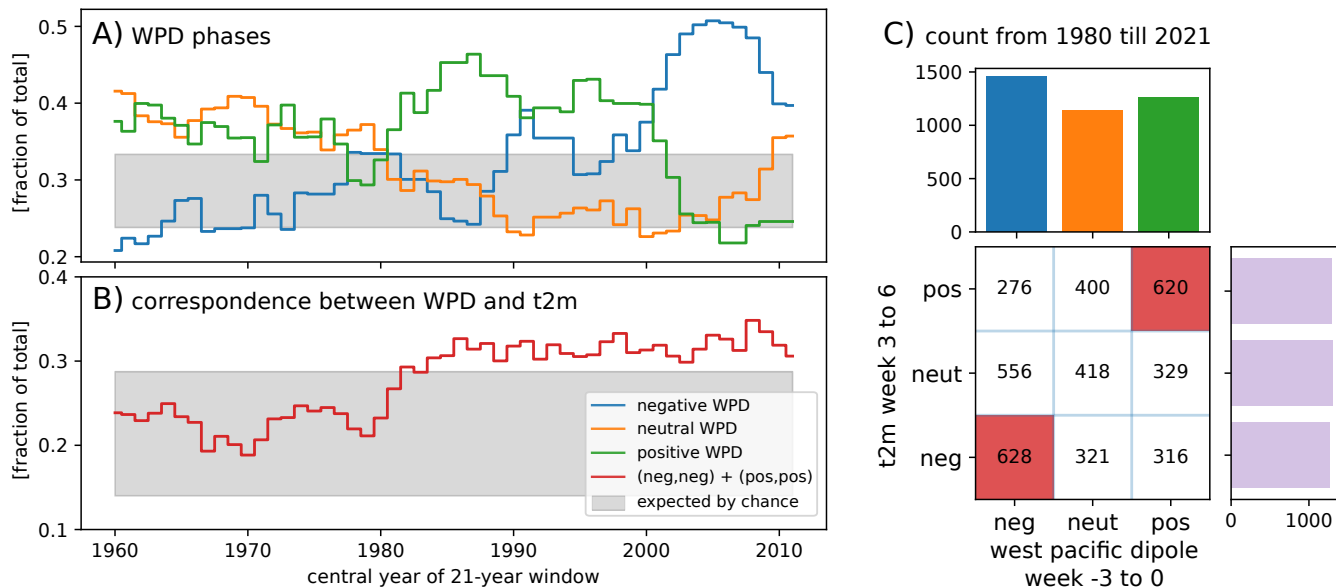 A) WPD phases
[fraction of total]
0.5
0.4
0.3
0.2
B) correspondence between WPD and t2m
[fraction of total]
0.4
0.3
0.2
0.1
negative WPD
neutral WPD
positive WPD
(neg,neg) + (pos,pos)
expected by chance
1960 1970 1980 1990 2000 2010
central year of 21-year window
C) count from 1980 till 2021
1500
1000
500
0
t2m week 3 to 6
pos 276 400 620
neut 556 418 329
neg 628 321 316
neg neut pos
0 1000
west pacific dipole
week -3 to 0